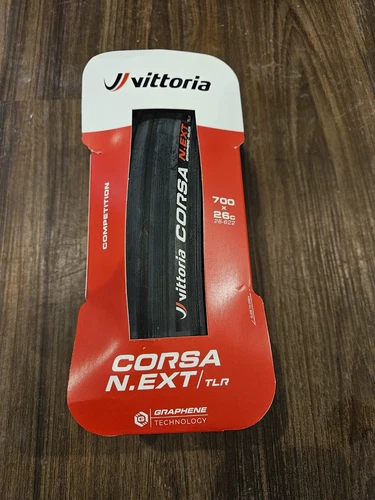 vittoria
COMPETITION
vittoria CORSA N.EXT
700
x
26c
26-622
CORSA
N.EXT/TLR
G GRAPHENE
TECHNOLOGY